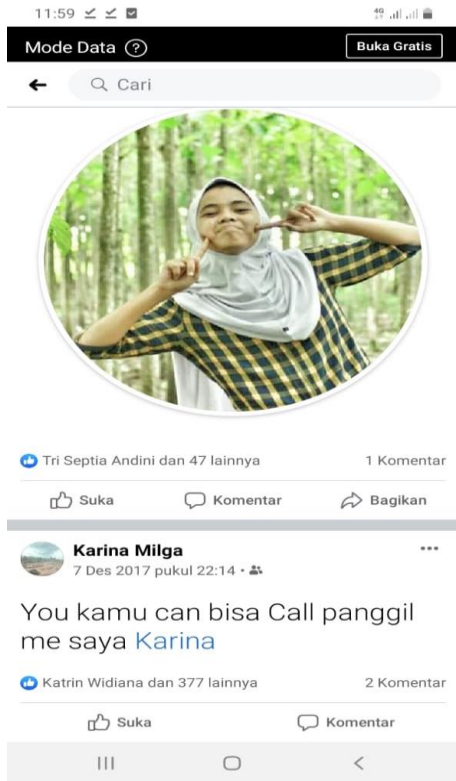 11:59
4G
Mode Data ?
Buka Gratis
Cari
Tri Septia Andini dan 47 lainnya
1 Komentar
Suka
Komentar
Bagikan
Karina Milga
7 Des 2017 pukul 22:14 •
You kamu can bisa Call panggil
me saya Karina
Katrin Widiana dan 377 lainnya
2 Komentar
Suka
Komentar